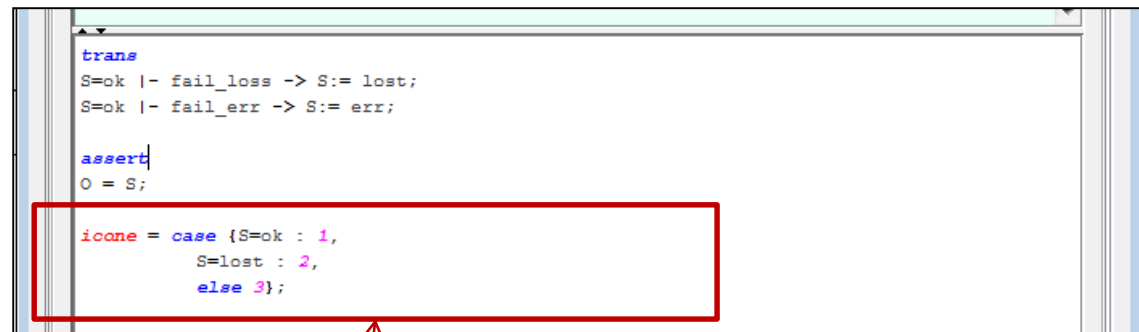 trans
S=ok |- fail_loss -> S:= lost;
S=ok |- fail_err -> S:= err;
assert
O = S;
icone = case {S=ok : 1,
S=lost : 2,
else 3};